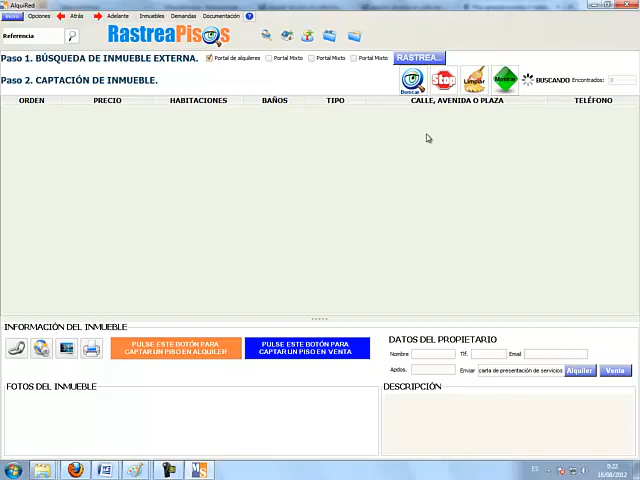 AlquiRed
Inicio Opciones Atrás Adelante Inmuebles Demandas Documentación
Referencia
RastreaPisos
Paso 1. BÚSQUEDA DE INMUEBLE EXTERNA. Portal de alquileres Portal Mixto Portal Mixto Portal Mixto RASTREA...
Paso 2. CAPTACIÓN DE INMUEBLE. Buscar Stop Limpiar Mostrar BUSCANDO Encontrados: 0
ORDEN PRECIO HABITACIONES BAÑOS TIPO CALLE, AVENIDA O PLAZA TELÉFONO
INFORMACIÓN DEL INMUEBLE
PULSE ESTE BOTÓN PARA
CAPTAR UN PISO EN ALQUILER
PULSE ESTE BOTÓN PARA
CAPTAR UN PISO EN VENTA
DATOS DEL PROPIETARIO
Nombre Tlf. Email
Apdos. Enviar carta de presentación de servicios Alquiler Venta
FOTOS DEL INMUEBLE
DESCRIPCIÓN
ES 9:22
16/08/2012